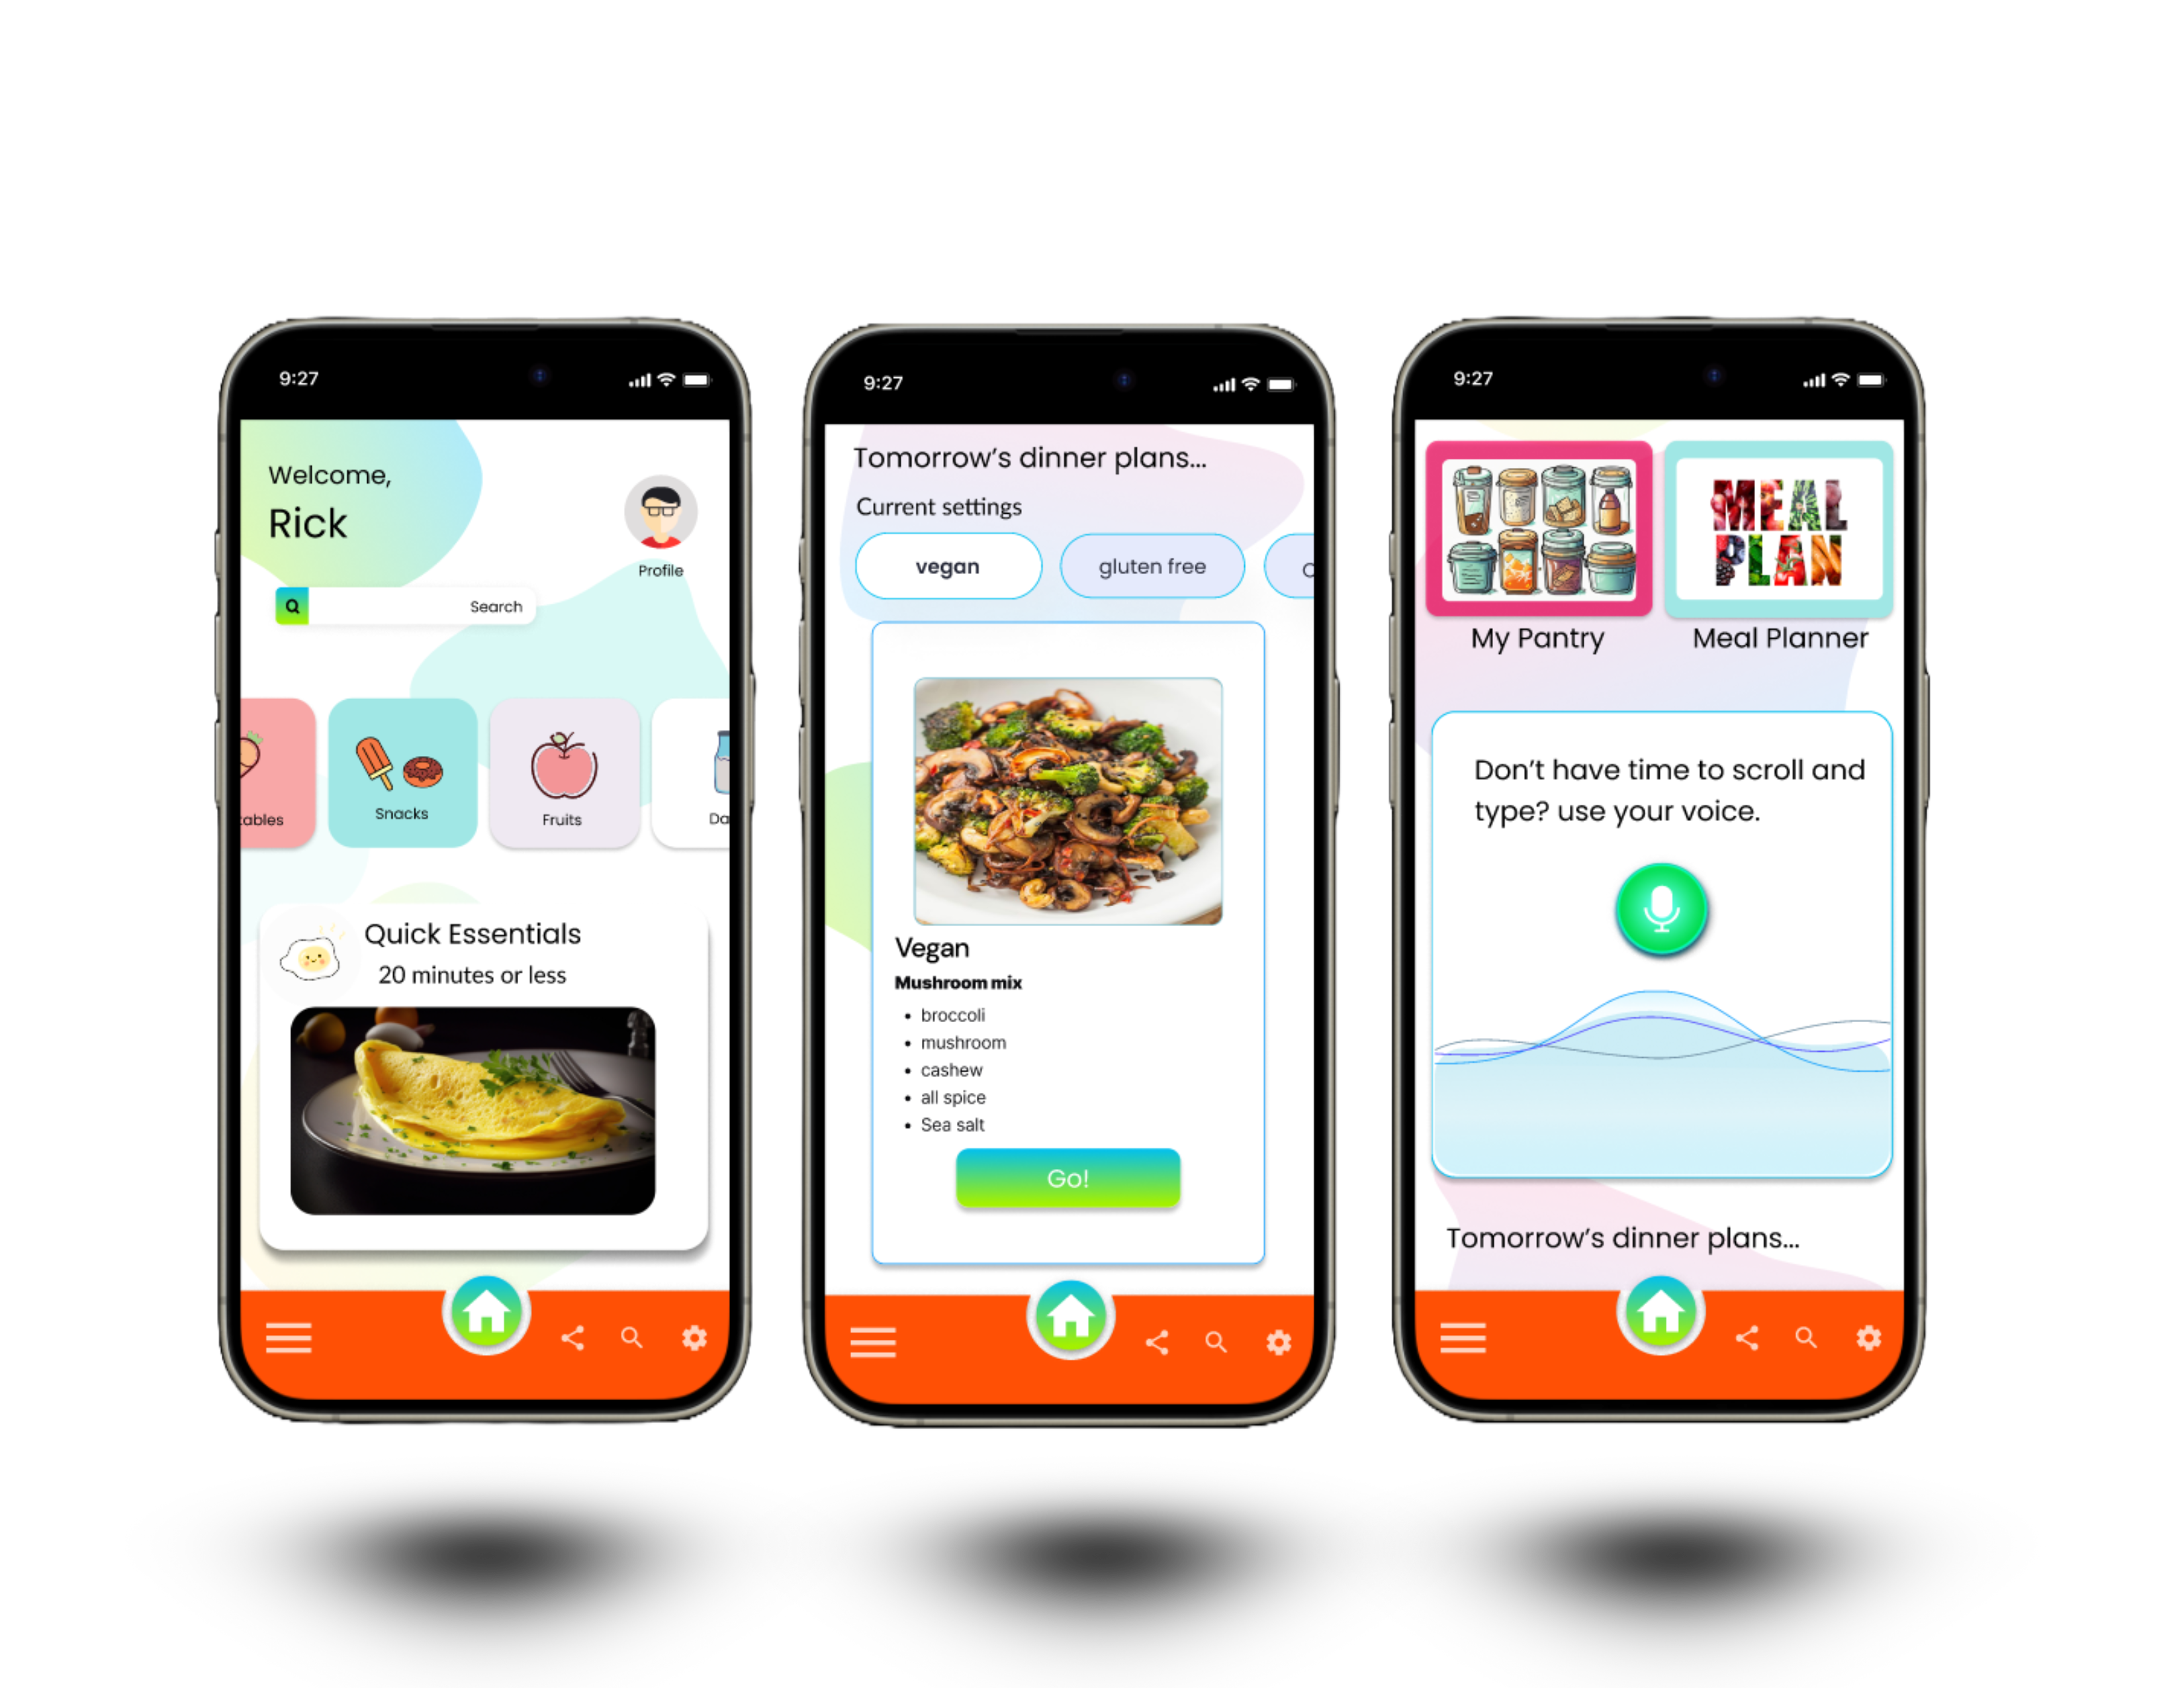 9:27
Welcome,
Rick
Profile
Search
Snacks
Fruits
Quick Essentials
20 minutes or less
9:27
Tomorrow's dinner plans...
Current settings
vegan
gluten free
Vegan
Mushroom mix
broccoli
mushroom
cashew
all spice
Sea salt
Go!
9:27
MEAL
PLAN
My Pantry
Meal Planner
Don't have time to scroll and
type? use your voice.
Tomorrow's dinner plans...